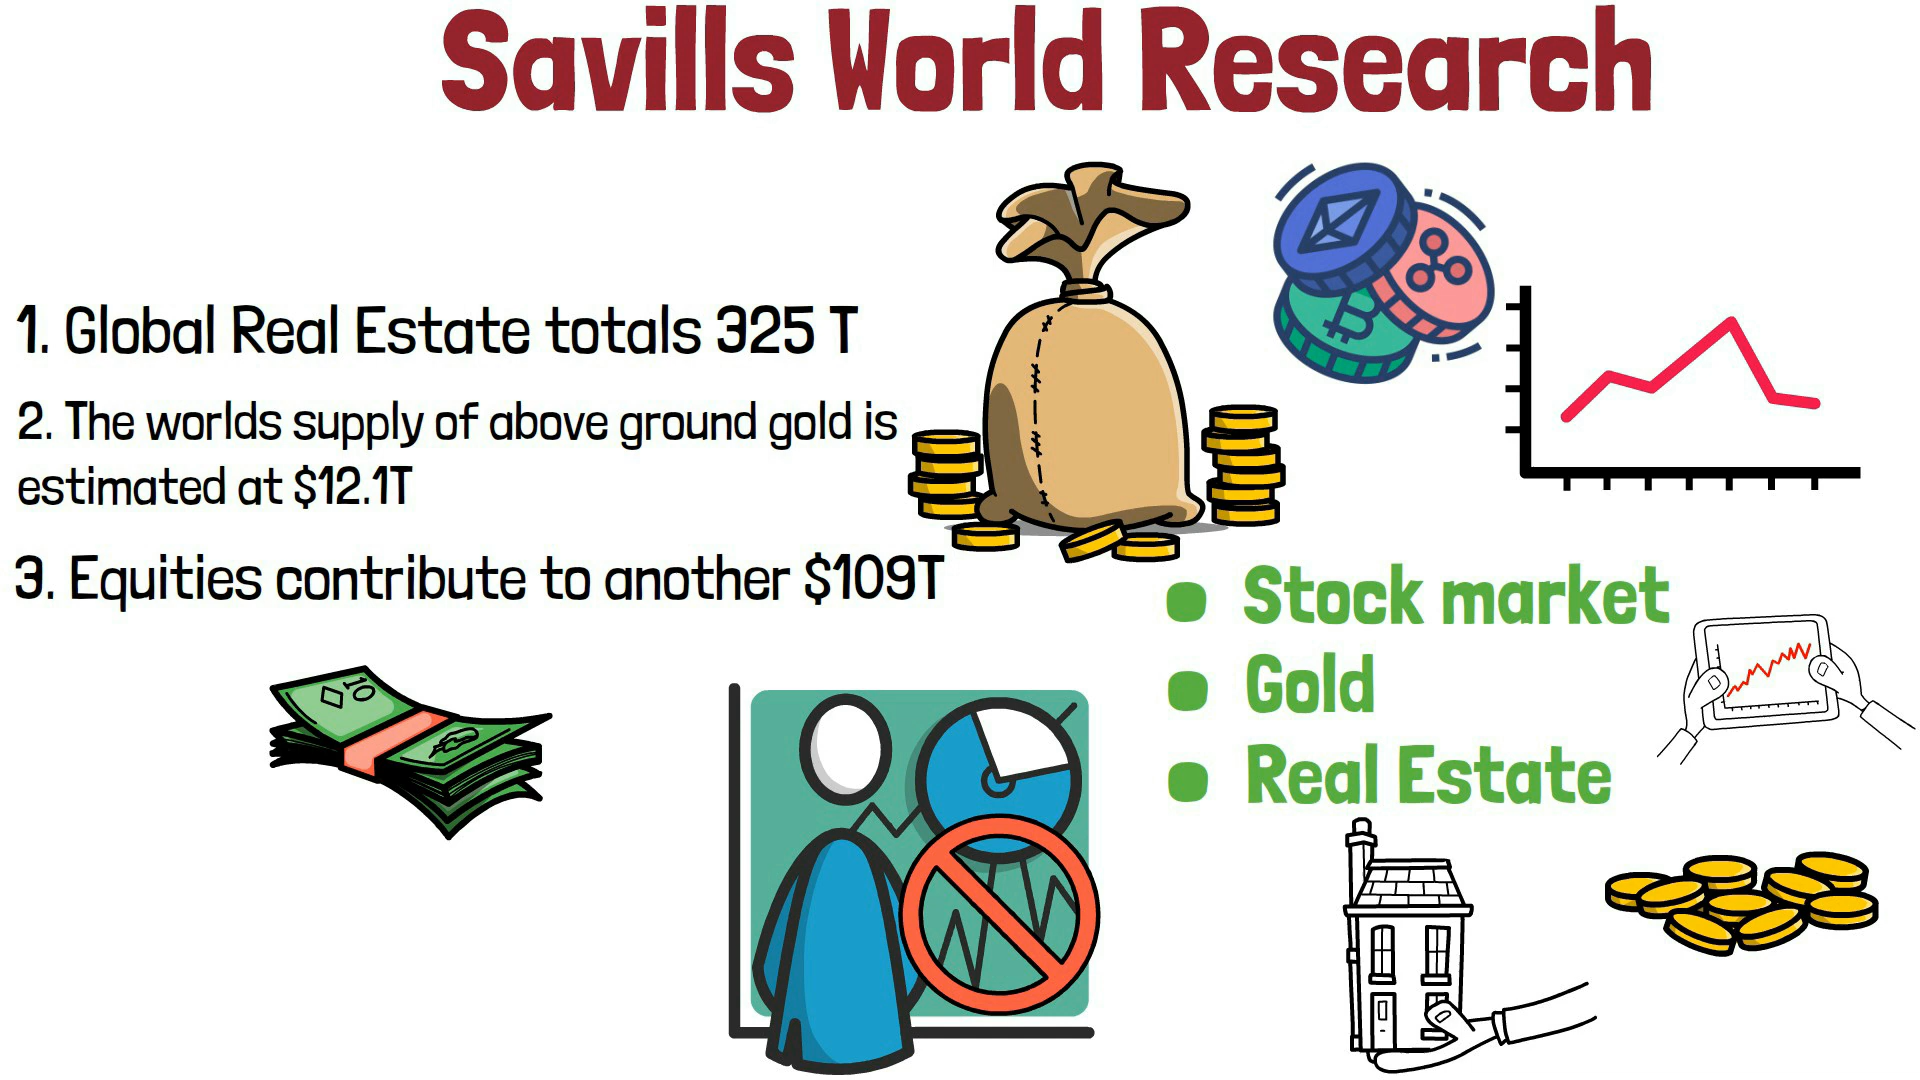 Savills World Research
1. Global Real Estate totals 325 T
2. The worlds supply of above ground gold is
estimated at $12.1T
3. Equities contribute to another $109T
• Stock market
• Gold
• Real Estate
10